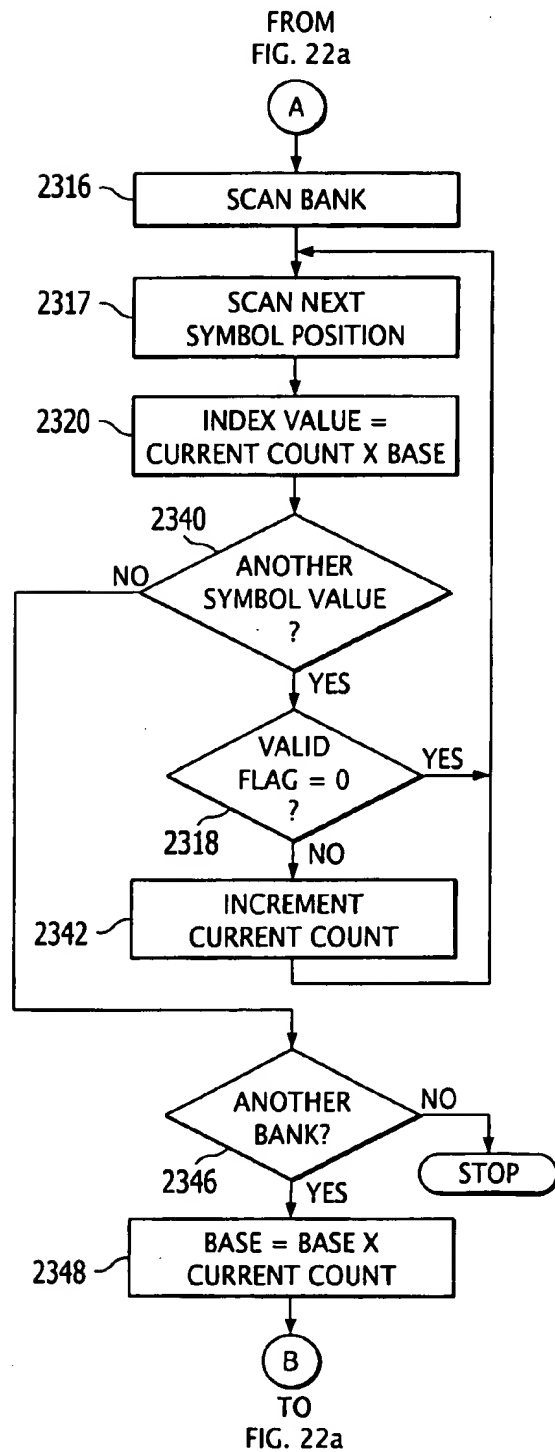 FROM
FIG. 22a
A
2316
SCAN BANK
2317
SCAN NEXT
SYMBOL POSITION
2320
INDEX VALUE =
CURRENT COUNT X BASE
2340
NO
ANOTHER
SYMBOL VALUE
?
YES
VALID
FLAG = 0
?
YES
2318
NO
2342
INCREMENT
CURRENT COUNT
ANOTHER
BANK?
NO
STOP
2346
YES
2348
BASE = BASE X
CURRENT COUNT
B
TO
FIG. 22a